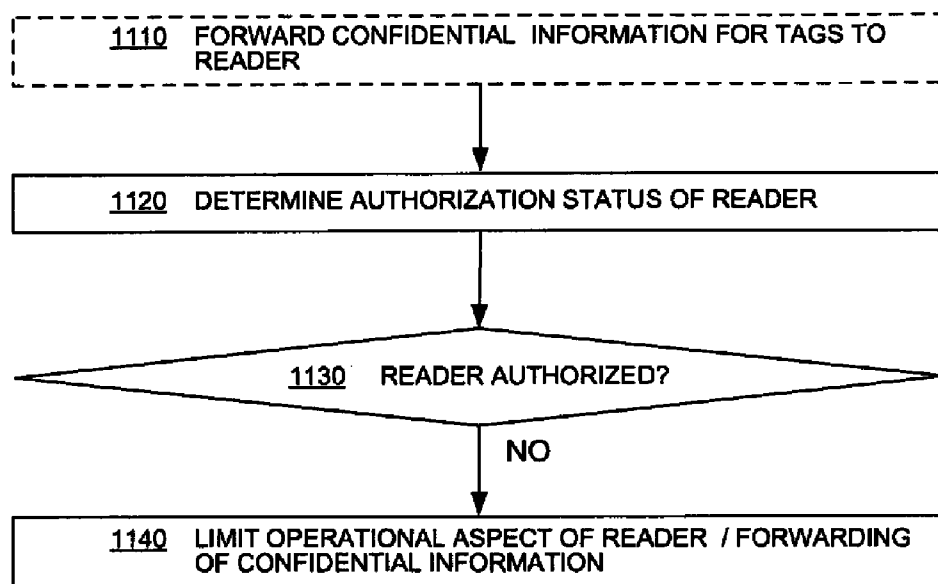 1110 FORWARD CONFIDENTIAL INFORMATION FOR TAGS TO
READER
1120 DETERMINE AUTHORIZATION STATUS OF READER
1130 READER AUTHORIZED?
NO
1140 LIMIT OPERATIONAL ASPECT OF READER / FORWARDING
OF CONFIDENTIAL INFORMATION